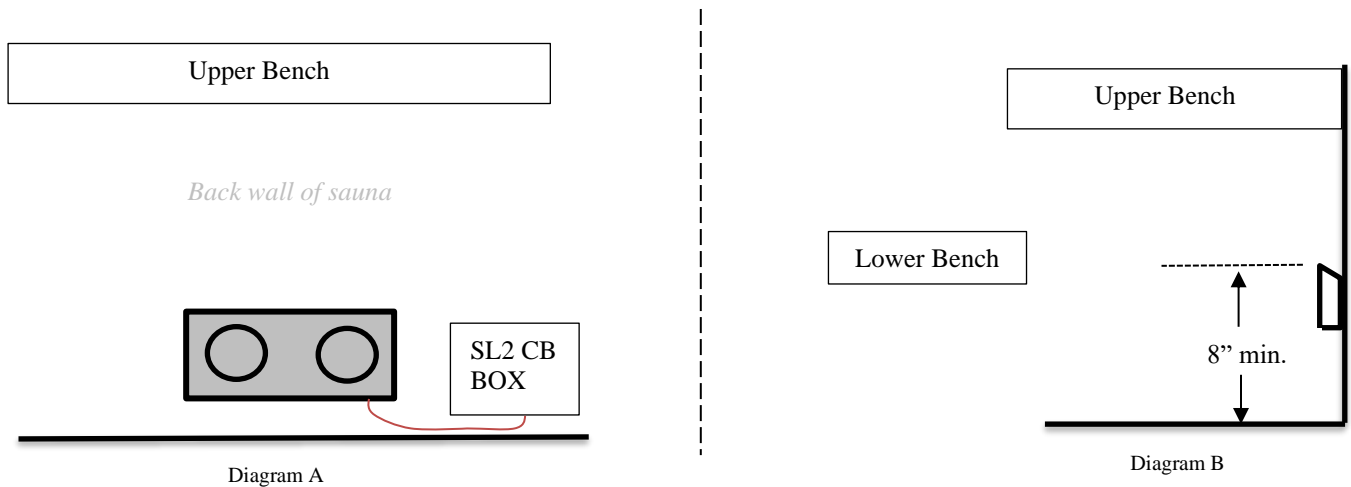 Upper Bench
Back wall of sauna
SL2 CB
BOX
Diagram A
Upper Bench
Lower Bench
8” min.
Diagram B